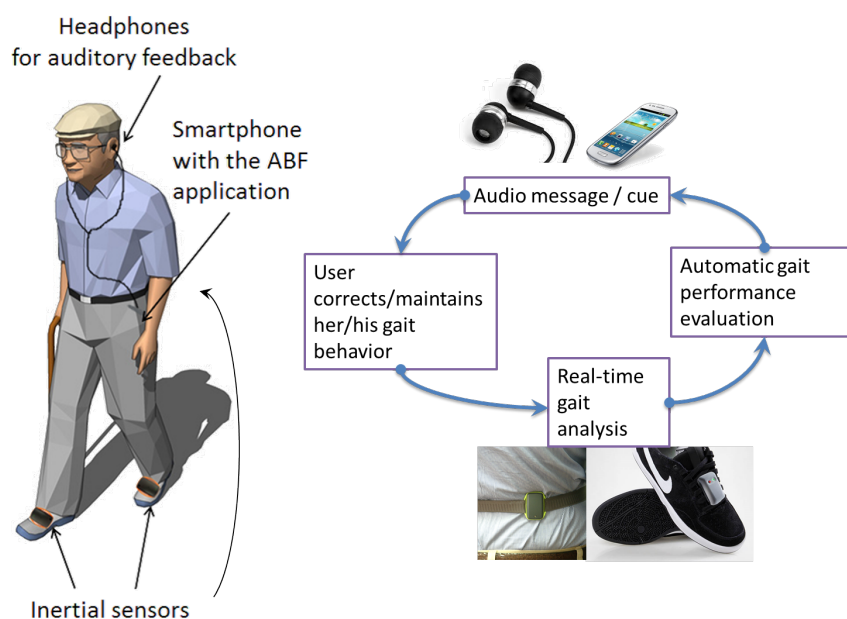 Headphones
for auditory feedback
Smartphone
with the ABF
application
Inertial sensors
Audio message / cue
User
corrects/maintains
her/his gait
behavior
Automatic gait
performance
evaluation
Real-time
gait
analysis